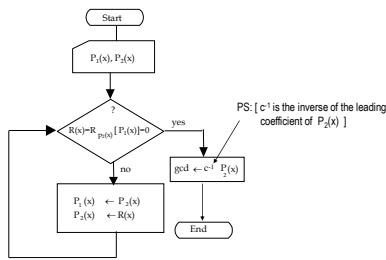 Start
P₁(x), P₂(x)
?
R(x)=R P₂(x) [P₁(x)]=0
yes
no
PS: [ c⁻¹ is the inverse of the leading
coefficient of P₂(x) ]
gcd ← c⁻¹ P₂(x)
P₁(x) ← P₂(x)
P₂(x) ← R(x)
End